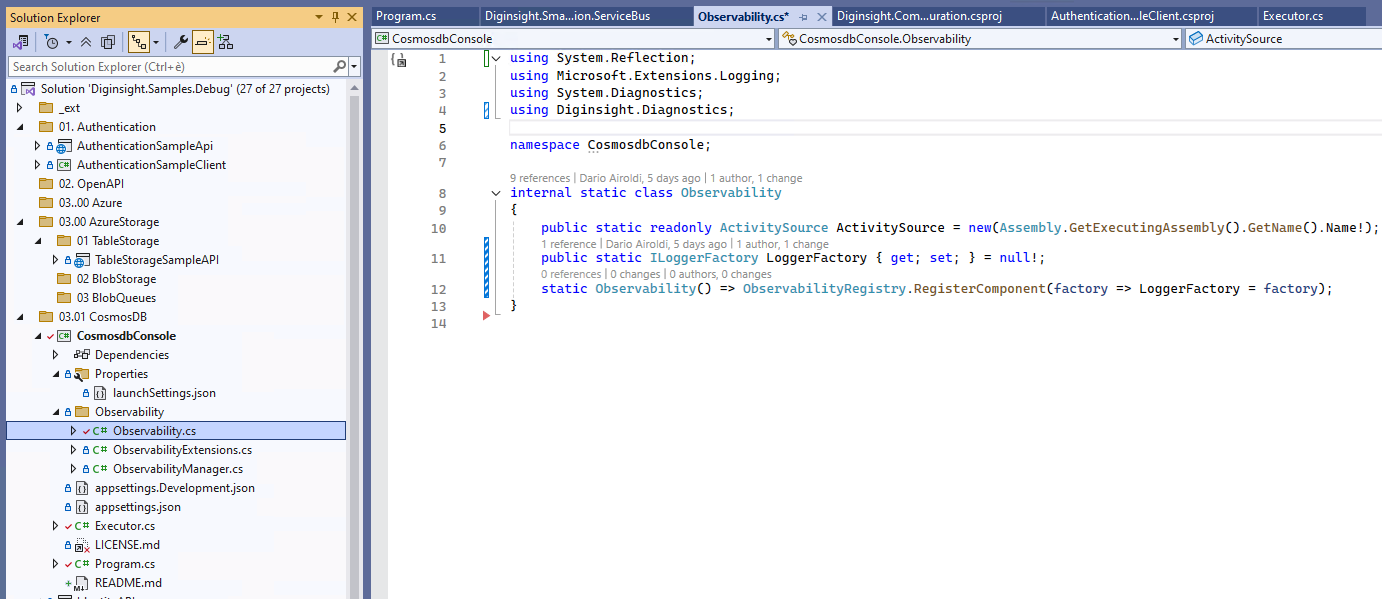 Solution Explorer
Search Solution Explorer (Ctrl+è)
Solution 'Diginsight.Samples.Debug' (27 of 27 projects)
_ext
01. Authentication
AuthenticationSampleApi
AuthenticationSampleClient
02. OpenAPI
03..00 Azure
03.00 AzureStorage
01 TableStorage
TableStorageSampleAPI
02 BlobStorage
03 BlobQueues
03.01 CosmosDB
CosmosdbConsole
Dependencies
Properties
launchSettings.json
Observability
Observability.cs
ObservabilityExtensions.cs
ObservabilityManager.cs
appsettings.Development.json
appsettings.json
Executor.cs
LICENSE.md
Program.cs
README.md
Program.cs
Diginsight.Sma...ion.ServiceBus
Observability.cs*
Diginsight.Com...uration.csproj
Authentication...leClient.csproj
Executor.cs
CosmosdbConsole
CosmosdbConsole.Observability
ActivitySource
1 using System.Reflection;
2 using Microsoft.Extensions.Logging;
3 using System.Diagnostics;
4 using Diginsight.Diagnostics;
5
6 namespace CosmosdbConsole;
7
9 references | Dario Airoldi, 5 days ago | 1 author, 1 change
8 internal static class Observability
9 {
10 public static readonly ActivitySource ActivitySource = new(Assembly.GetExecutingAssembly().GetName().Name!);
1 reference | Dario Airoldi, 5 days ago | 1 author, 1 change
11 public static ILoggerFactory LoggerFactory { get; set; } = null!;
0 references | 0 changes | 0 authors, 0 changes
12 static Observability() => ObservabilityRegistry.RegisterComponent(factory => LoggerFactory = factory);
13 }
14